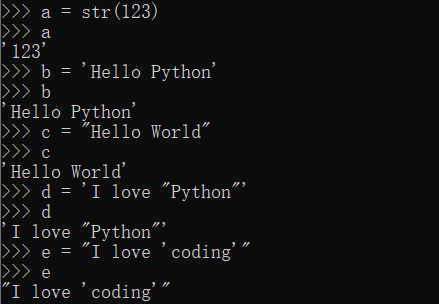 >>> a = str(123)
>>> a
'123'
>>> b = 'Hello Python'
>>> b
'Hello Python'
>>> c = "Hello World"
>>> c
'Hello World'
>>> d = 'I love "Python"'
>>> d
'I love "Python"'
>>> e = "I love 'coding'"
>>> e
"I love 'coding'"